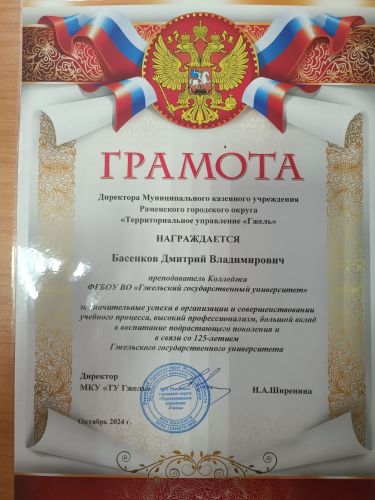 ГРАМОТА
Директора Муниципального казенного учреждения
Раменского городского округа
«Территориальное управление «Гжель»
НАГРАЖДАЕТСЯ
Басенков Дмитрий Владимирович
преподаватель Колледжа
ФГБОУ ВО «Гжельский государственный университет»
за значительные успехи в организации и совершенствовании
учебного процесса, высокий профессионализм, большой вклад
в воспитание подрастающего поколения и
в связи со 125-летием
Гжельского государственного университета
Директор
МКУ «ТУ Гжель»
Н.А.Ширенина
Октябрь 2024 г.